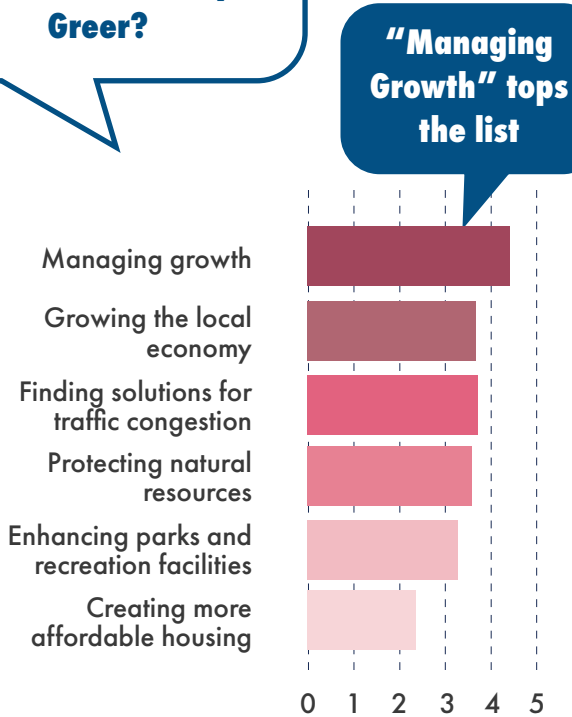 Greer?
“Managing
Growth” tops
the list
Managing growth
Growing the local
economy
Finding solutions for
traffic congestion
Protecting natural
resources
Enhancing parks and
recreation facilities
Creating more
affordable housing
0 1 2 3 4 5